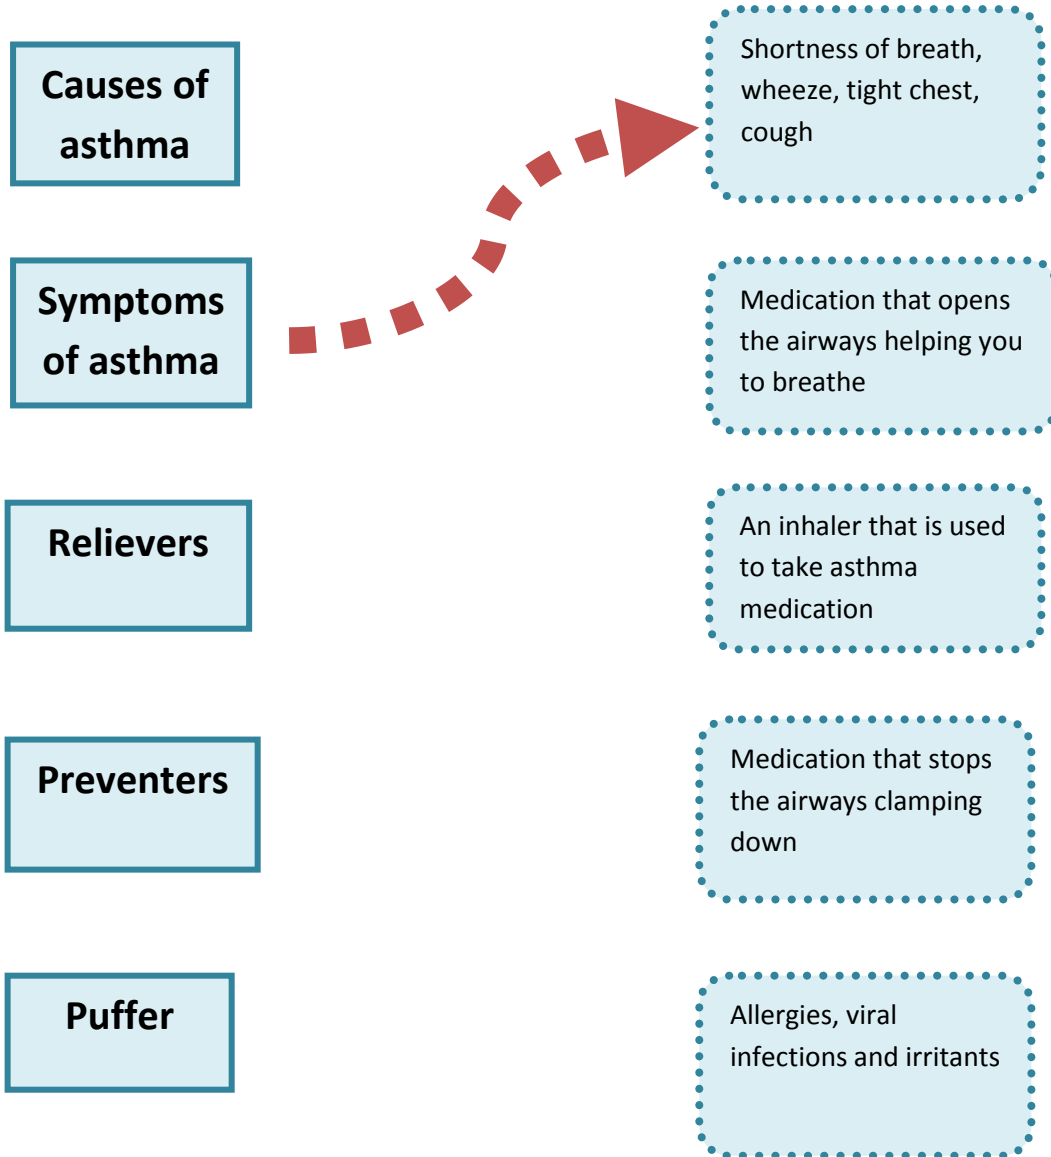 Causes of
asthma
Shortness of breath,
wheeze, tight chest,
cough
Symptoms
of asthma
Medication that opens
the airways helping you
to breathe
Relievers
An inhaler that is used
to take asthma
medication
Preventers
Medication that stops
the airways clamping
down
Puffer
Allergies, viral
infections and irritants